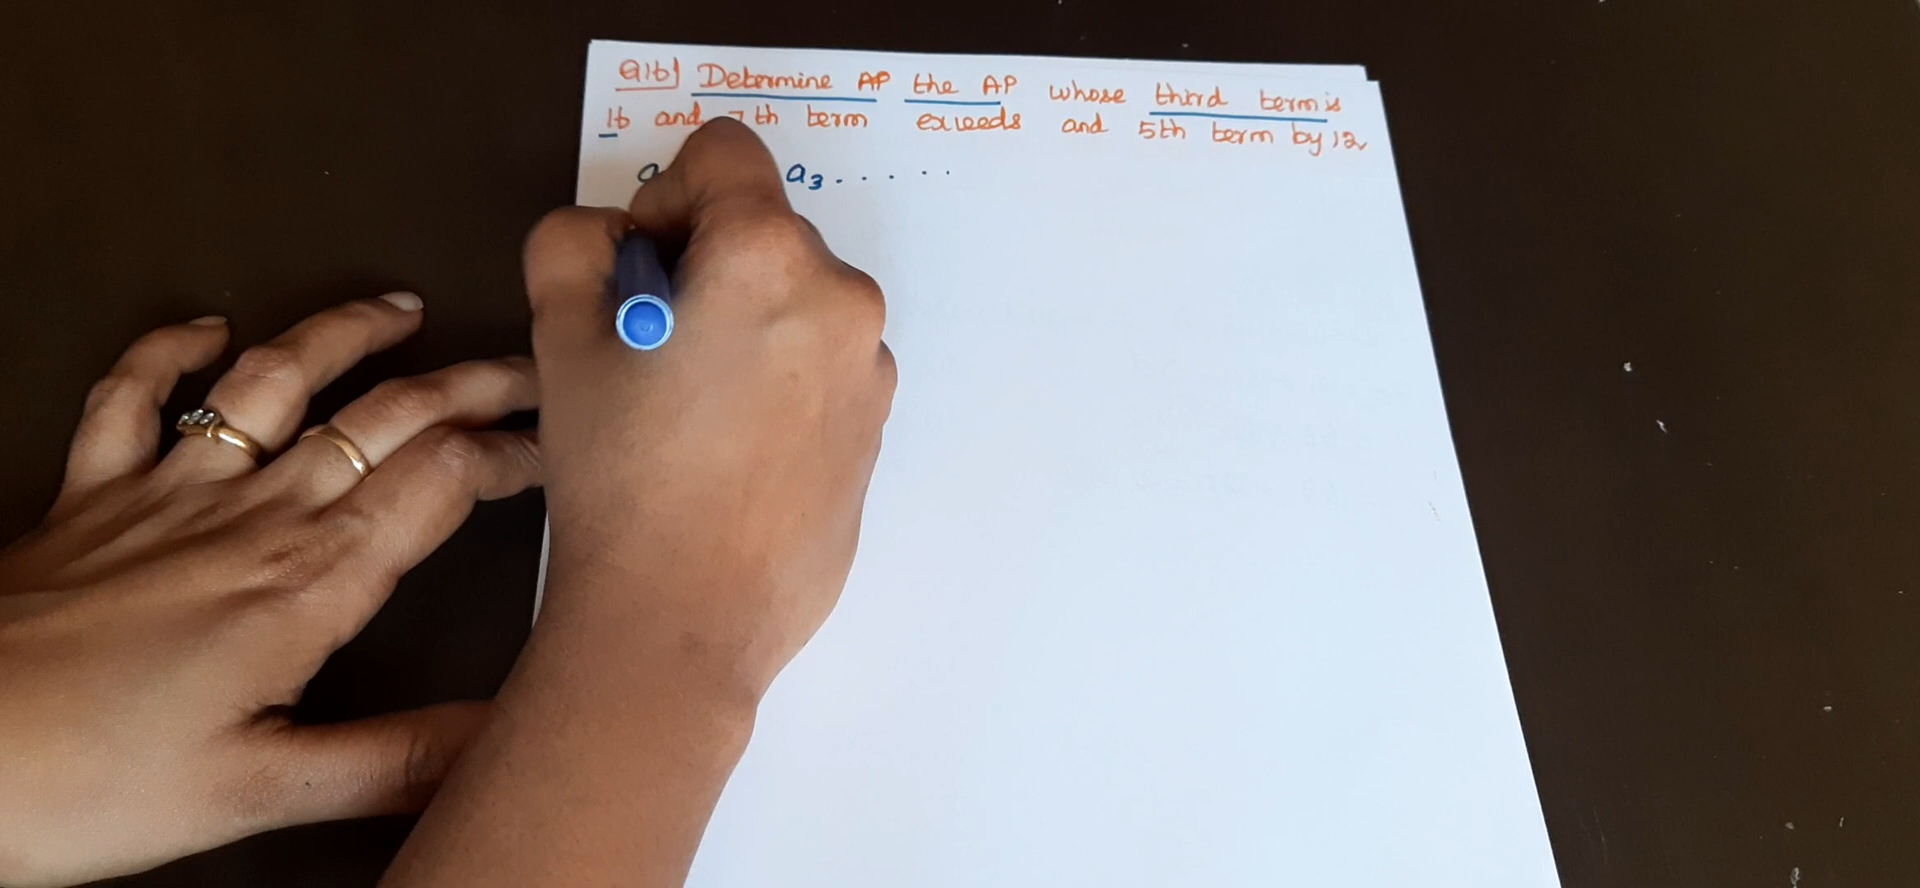 Q16) Determine AP the AP whose third term is
16 and 7th term exceeds and 5th term by 12
a a3 . . . . .